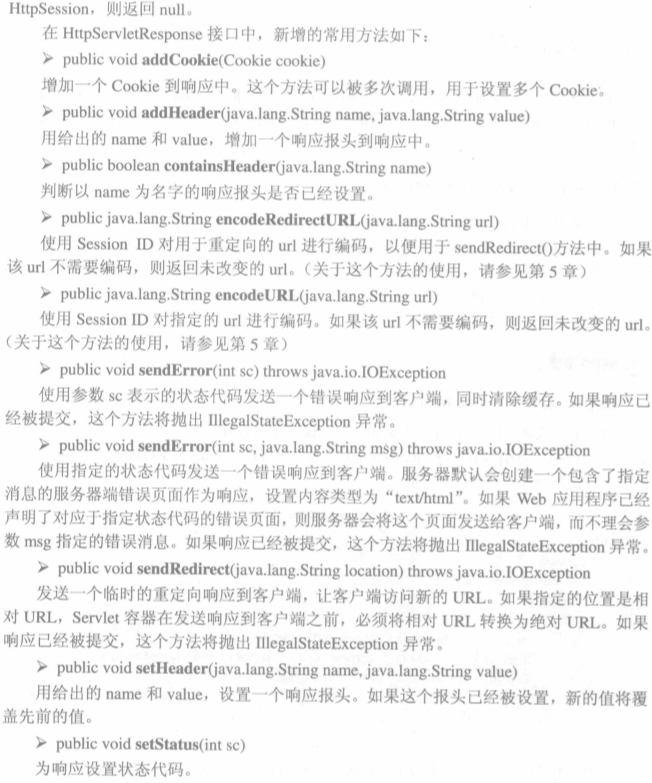 HttpSession，则返回 null。
在 HttpServletResponse 接口中，新增的常用方法如下：
➢ public void addCookie(Cookie cookie)
增加一个 Cookie 到响应中。这个方法可以被多次调用，用于设置多个 Cookie。
➢ public void addHeader(java.lang.String name, java.lang.String value)
用给出的 name 和 value，增加一个响应报头到响应中。
➢ public boolean containsHeader(java.lang.String name)
判断以 name 为名字的响应报头是否已经设置。
➢ public java.lang.String encodeRedirectURL(java.lang.String url)
使用 Session ID 对用于重定向的 url 进行编码，以便用于 sendRedirect()方法中。如果
该 url 不需要编码，则返回未改变的 url。（关于这个方法的使用，请参见第 5 章）
➢ public java.lang.String encodeURL(java.lang.String url)
使用 Session ID 对指定的 url 进行编码。如果该 url 不需要编码，则返回未改变的 url。
（关于这个方法的使用，请参见第 5 章）
➢ public void sendError(int sc) throws java.io.IOException
使用参数 sc 表示的状态代码发送一个错误响应到客户端，同时清除缓存。如果响应已
经被提交，这个方法将抛出 IllegalStateException 异常。
➢ public void sendError(int sc, java.lang.String msg) throws java.io.IOException
使用指定的状态代码发送一个错误响应到客户端。服务器默认会创建一个包含了指定
消息的服务器端错误页面作为响应，设置内容类型为“text/html”。如果 Web 应用程序已经
声明了对应于指定状态代码的错误页面，则服务器会将这个页面发送给客户端，而不理会参
数 msg 指定的错误消息。如果响应已经被提交，这个方法将抛出 IllegalStateException 异常。
➢ public void sendRedirect(java.lang.String location) throws java.io.IOException
发送一个临时的重定向响应到客户端，让客户端访问新的 URL。如果指定的位置是相
对 URL，Servlet 容器在发送响应到客户端之前，必须将相对 URL 转换为绝对 URL。如果
响应已经被提交，这个方法将抛出 IllegalStateException 异常。
➢ public void setHeader(java.lang.String name, java.lang.String value)
用给出的 name 和 value，设置一个响应报头。如果这个报头已经被设置，新的值将覆
盖先前的值。
➢ public void setStatus(int sc)
为响应设置状态代码。